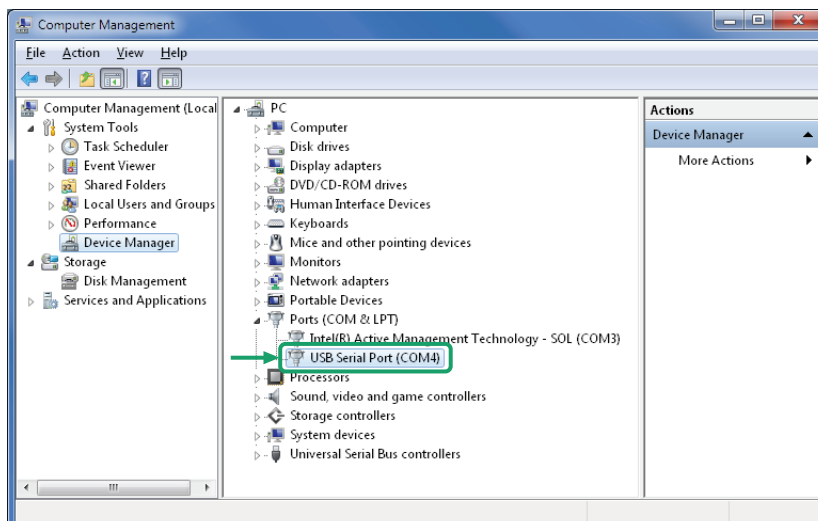 Computer Management
File Action View Help
Computer Management (Local
System Tools
Task Scheduler
Event Viewer
Shared Folders
Local Users and Groups
Performance
Device Manager
Storage
Disk Management
Services and Applications
PC
Computer
Disk drives
Display adapters
DVD/CD-ROM drives
Human Interface Devices
Keyboards
Mice and other pointing devices
Monitors
Network adapters
Portable Devices
Ports (COM & LPT)
Intel(R) Active Management Technology - SOL (COM3)
USB Serial Port (COM4)
Processors
Sound, video and game controllers
Storage controllers
System devices
Universal Serial Bus controllers
Actions
Device Manager
More Actions